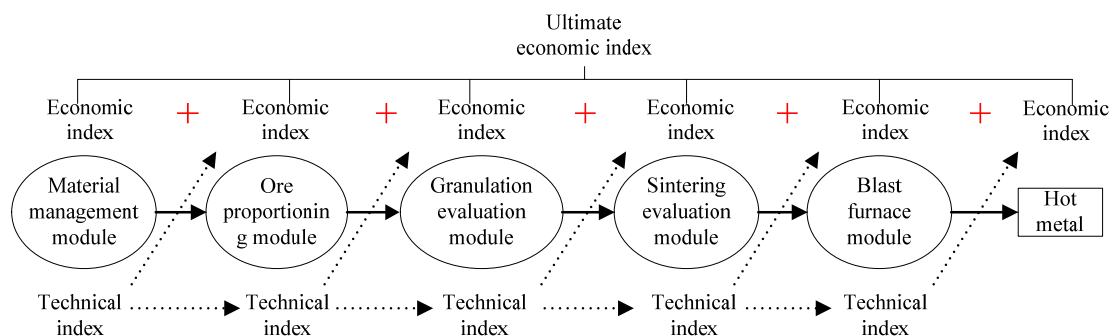 Ultimate
economic index
Economic
index
+
Economic
index
+
Economic
index
+
Economic
index
+
Economic
index
+
Economic
index
Material
management
module
Ore
proportionin
g module
Granulation
evaluation
module
Sintering
evaluation
module
Blast
furnace
module
Hot
metal
Technical
index
Technical
index
Technical
index
Technical
index
Technical
index